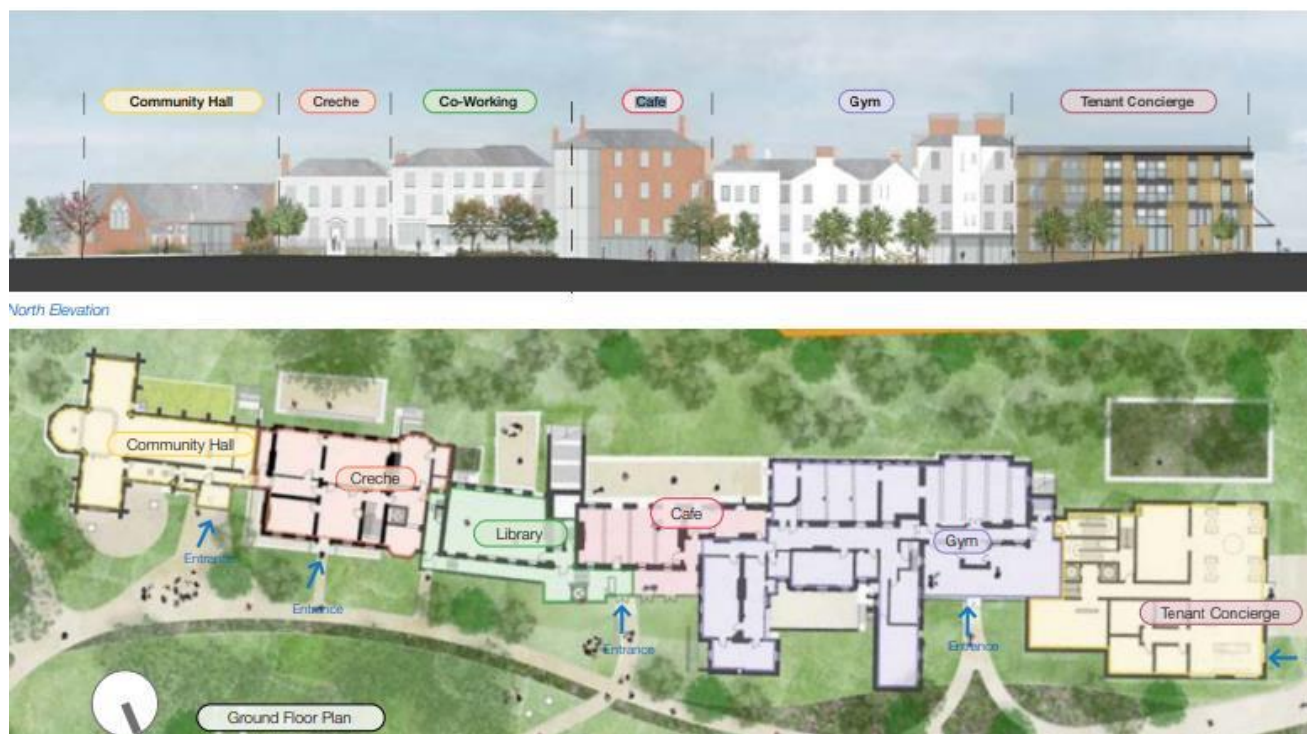 Community Hall
Creche
Co-Working
Cafe
Gym
Tenant Concierge
North Elevation
Community Hall
Creche
Library
Cafe
Gym
Tenant Concierge
Entrance
Entrance
Entrance
Entrance
Ground Floor Plan